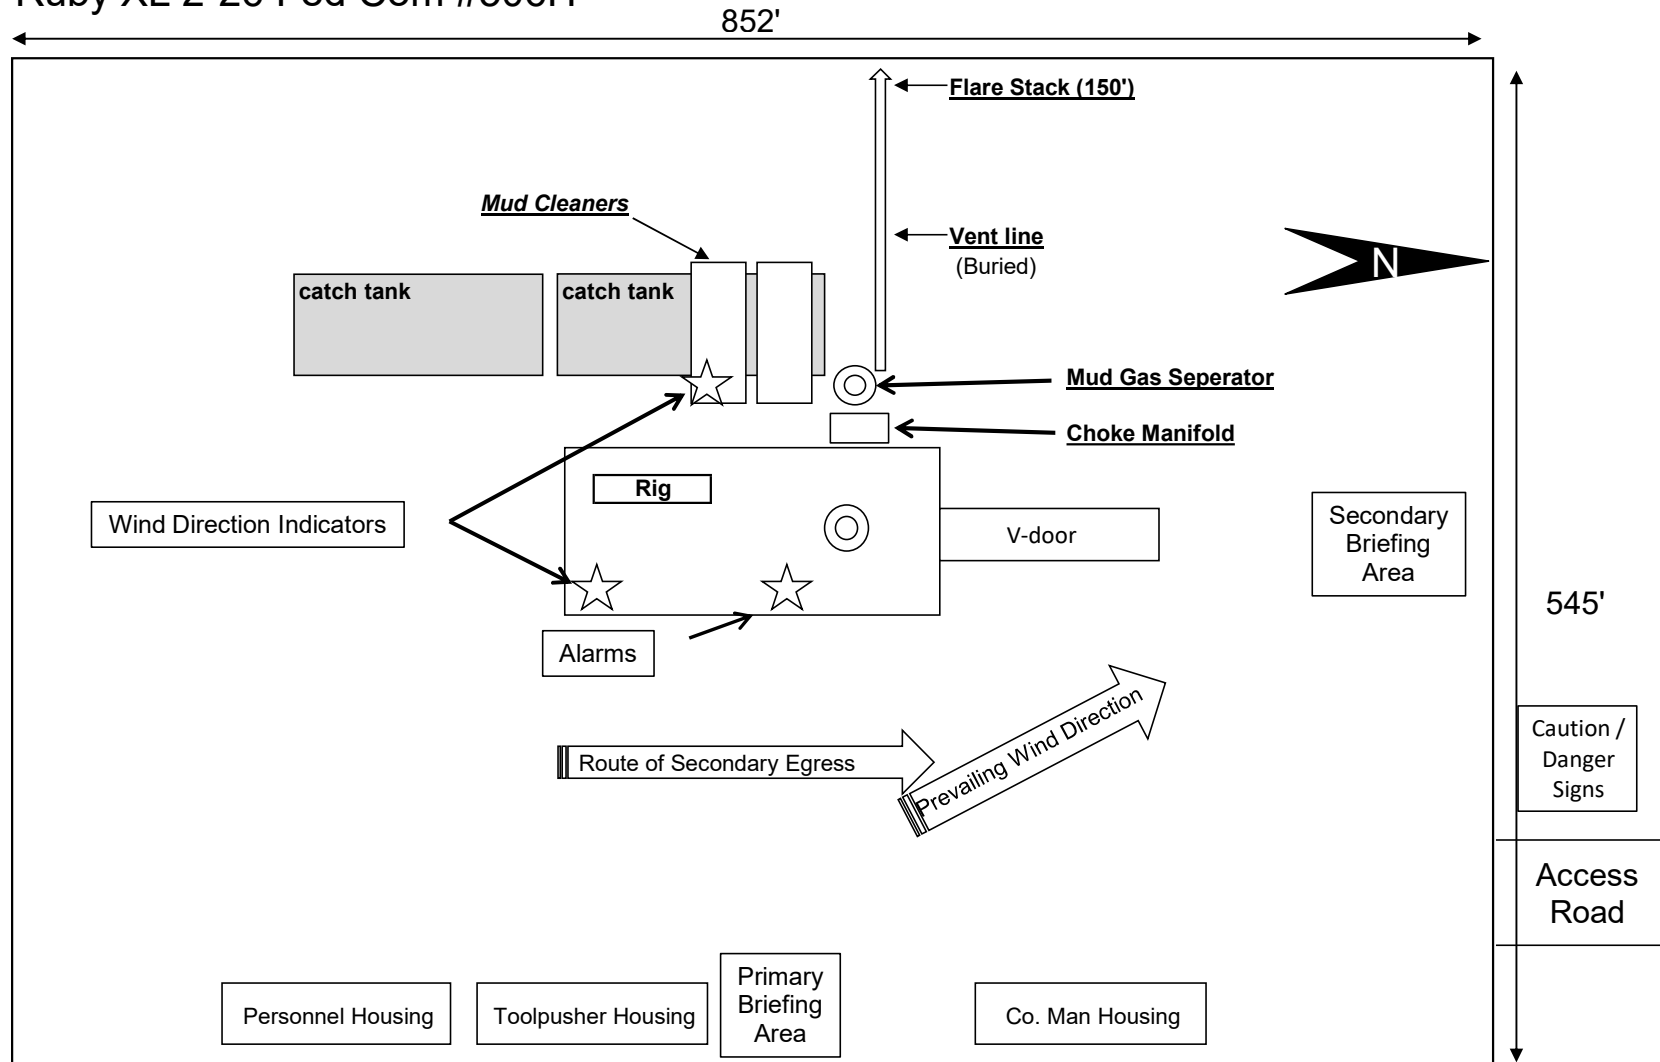 852'
Flare Stack (150')
Mud Cleaners
Vent line
(Buried)
N
catch tank
catch tank
Mud Gas Seperator
Choke Manifold
Rig
Wind Direction Indicators
V-door
Secondary
Briefing
Area
545'
Alarms
Prevailing Wind Direction
Route of Secondary Egress
Caution /
Danger
Signs
Access
Road
Personnel Housing
Toolpusher Housing
Primary
Briefing
Area
Co. Man Housing